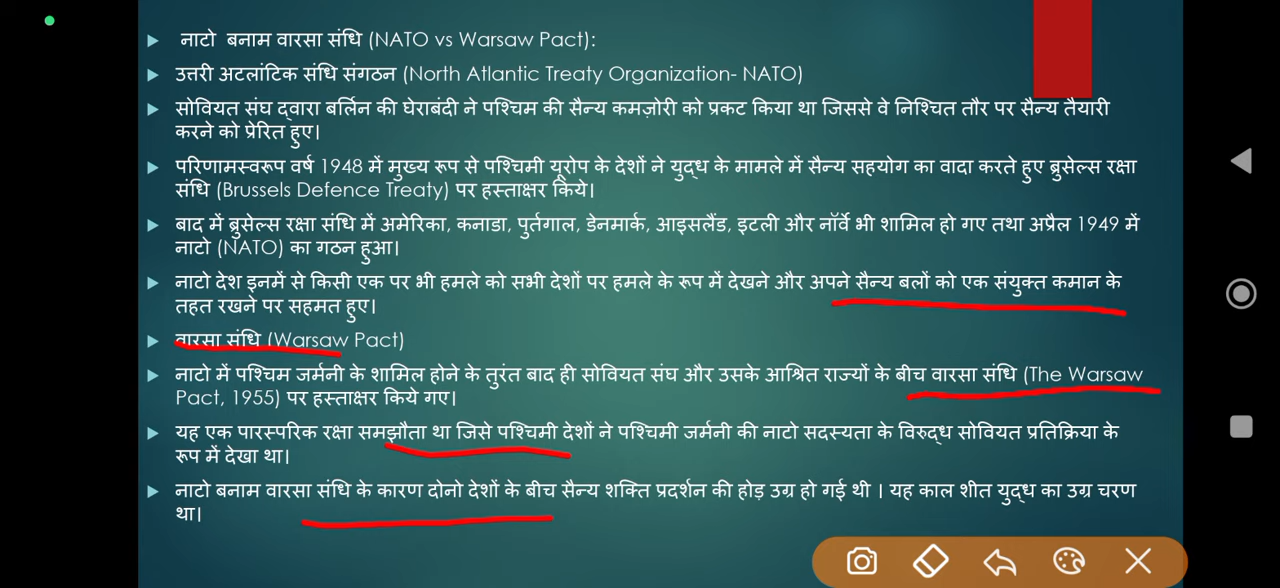 नाटो बनाम वारसा संधि (NATO vs Warsaw Pact):
उत्तरी अटलांटिक संधि संगठन (North Atlantic Treaty Organization- NATO)
सोवियत संघ द्वारा बर्लिन की घेराबंदी ने पश्चिम की सैन्य कमज़ोरी को प्रकट किया था जिससे वे निश्चित तौर पर सैन्य तैयारी
करने को प्रेरित हुए।
परिणामस्वरूप वर्ष 1948 में मुख्य रूप से पश्चिमी यूरोप के देशों ने युद्ध के मामले में सैन्य सहयोग का वादा करते हुए ब्रुसेल्स रक्षा
संधि (Brussels Defence Treaty) पर हस्ताक्षर किये।
बाद में ब्रुसेल्स रक्षा संधि में अमेरिका, कनाडा, पुर्तगाल, डेनमार्क, आइसलैंड, इटली और नॉर्वे भी शामिल हो गए तथा अप्रैल 1949 में
नाटो (NATO) का गठन हुआ।
नाटो देश इनमें से किसी एक पर भी हमले को सभी देशों पर हमले के रूप में देखने और अपने सैन्य बलों को एक संयुक्त कमान के
तहत रखने पर सहमत हुए।
वारसा संधि (Warsaw Pact)
नाटो में पश्चिम जर्मनी के शामिल होने के तुरंत बाद ही सोवियत संघ और उसके आश्रित राज्यों के बीच वारसा संधि (The Warsaw
Pact, 1955) पर हस्ताक्षर किये गए।
यह एक पारस्परिक रक्षा समझौता था जिसे पश्चिमी देशों ने पश्चिमी जर्मनी की नाटो सदस्यता के विरुद्ध सोवियत प्रतिक्रिया के
रूप में देखा था।
नाटो बनाम वारसा संधि के कारण दोनो देशों के बीच सैन्य शक्ति प्रदर्शन की होड़ उग्र हो गई थी । यह काल शीत युद्ध का उग्र चरण
था।